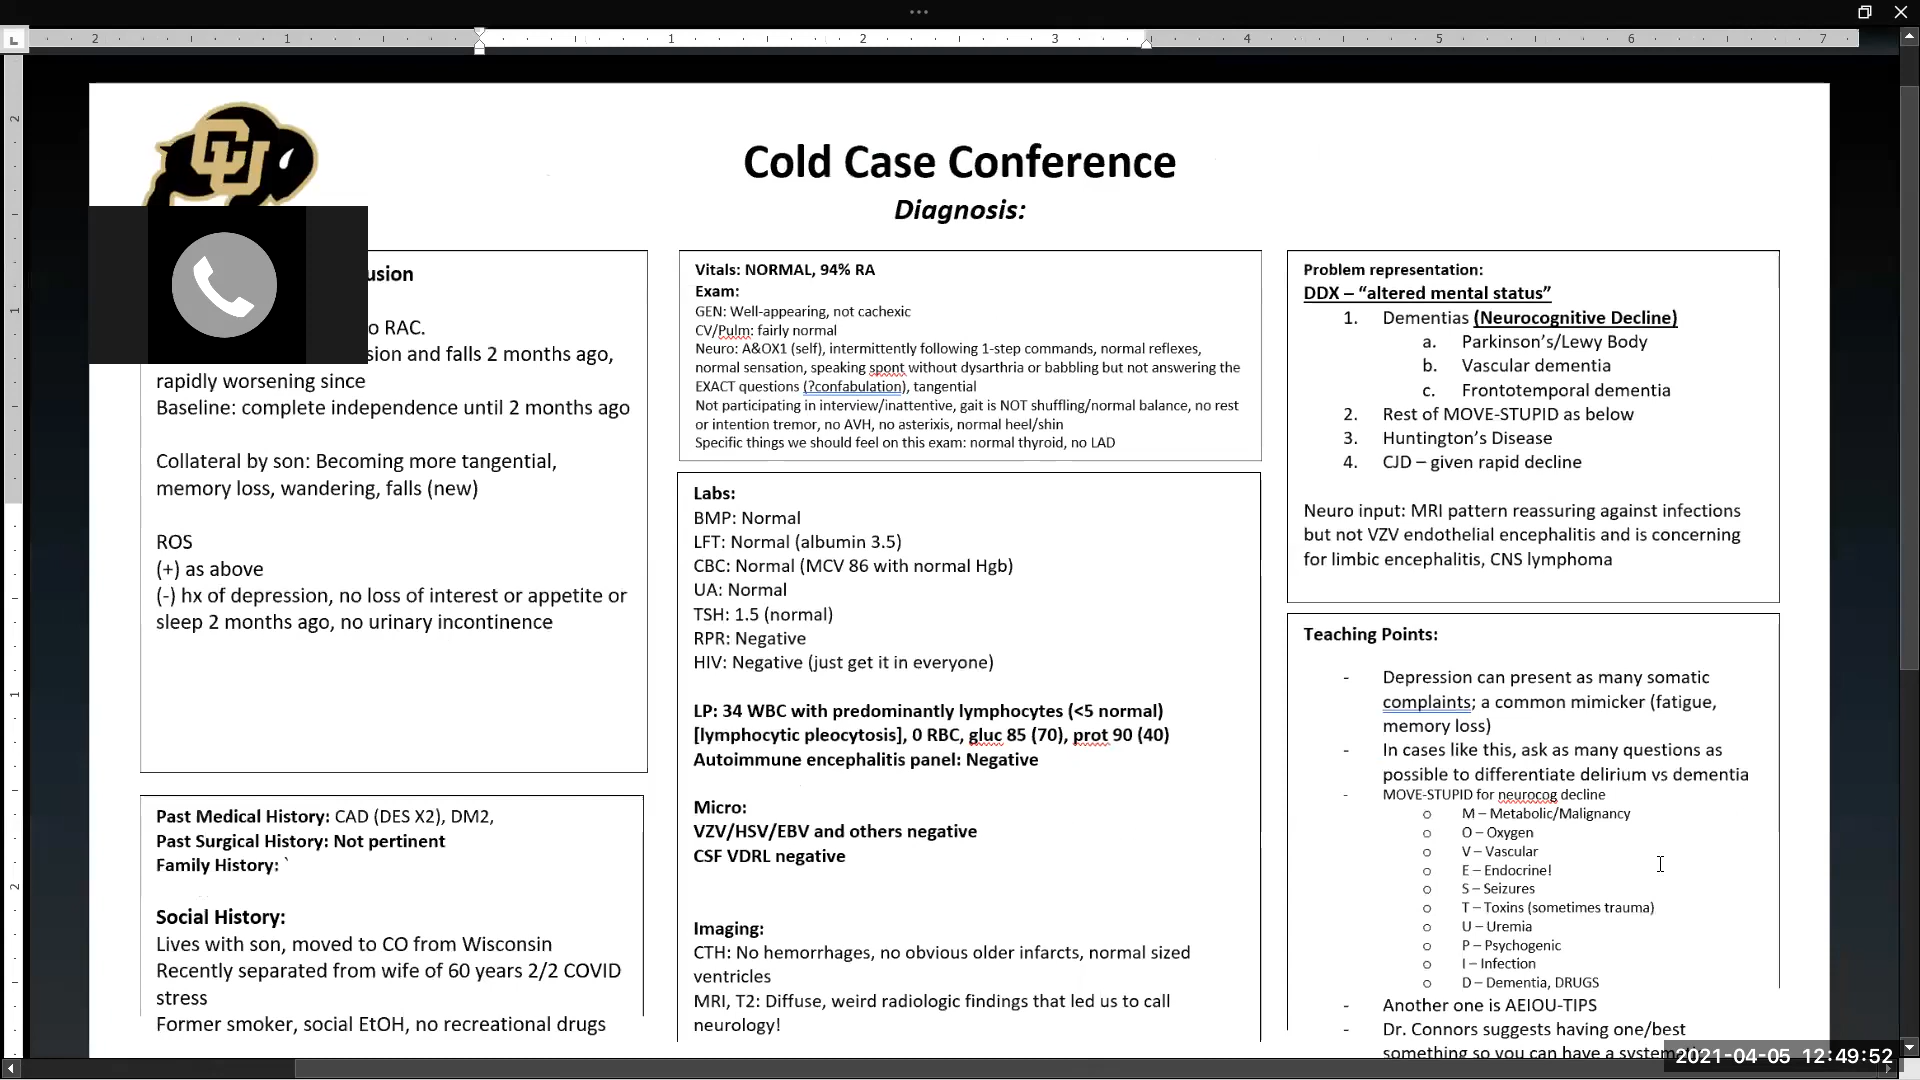 Cold Case Conference
Diagnosis:
CU
usion
o RAC.
sion and falls 2 months ago,
rapidly worsening since
Baseline: complete independence until 2 months ago
Collateral by son: Becoming more tangential,
memory loss, wandering, falls (new)
ROS
(+) as above
(-) hx of depression, no loss of interest or appetite or
sleep 2 months ago, no urinary incontinence
Past Medical History: CAD (DES X2), DM2,
Past Surgical History: Not pertinent
Family History: `
Social History:
Lives with son, moved to CO from Wisconsin
Recently separated from wife of 60 years 2/2 COVID
stress
Former smoker, social EtOH, no recreational drugs
Vitals: NORMAL, 94% RA
Exam:
GEN: Well-appearing, not cachexic
CV/Pulm: fairly normal
Neuro: A&OX1 (self), intermittently following 1-step commands, normal reflexes,
normal sensation, speaking spont without dysarthria or babbling but not answering the
EXACT questions (?confabulation), tangential
Not participating in interview/inattentive, gait is NOT shuffling/normal balance, no rest
or intention tremor, no AVH, no asterixis, normal heel/shin
Specific things we should feel on this exam: normal thyroid, no LAD
Labs:
BMP: Normal
LFT: Normal (albumin 3.5)
CBC: Normal (MCV 86 with normal Hgb)
UA: Normal
TSH: 1.5 (normal)
RPR: Negative
HIV: Negative (just get it in everyone)
LP: 34 WBC with predominantly lymphocytes (<5 normal)
[lymphocytic pleocytosis], 0 RBC, gluc 85 (70), prot 90 (40)
Autoimmune encephalitis panel: Negative
Micro:
VZV/HSV/EBV and others negative
CSF VDRL negative
Imaging:
CTH: No hemorrhages, no obvious older infarcts, normal sized
ventricles
MRI, T2: Diffuse, weird radiologic findings that led us to call
neurology!
Problem representation:
DDX – “altered mental status”
1. Dementias (Neurocognitive Decline)
a. Parkinson’s/Lewy Body
b. Vascular dementia
c. Frontotemporal dementia
2. Rest of MOVE-STUPID as below
3. Huntington’s Disease
4. CJD – given rapid decline
Neuro input: MRI pattern reassuring against infections
but not VZV endothelial encephalitis and is concerning
for limbic encephalitis, CNS lymphoma
Teaching Points:
- Depression can present as many somatic
complaints; a common mimicker (fatigue,
memory loss)
- In cases like this, ask as many questions as
possible to differentiate delirium vs dementia
- MOVE-STUPID for neurocog decline
o M – Metabolic/Malignancy
o O – Oxygen
o V – Vascular
o E – Endocrine!
o S – Seizures
o T – Toxins (sometimes trauma)
o U – Uremia
o P – Psychogenic
o I – Infection
o D – Dementia, DRUGS
- Another one is AEIOU-TIPS
- Dr. Connors suggests having one/best
something so you can have a systemati
2021-04-05 12:49:52